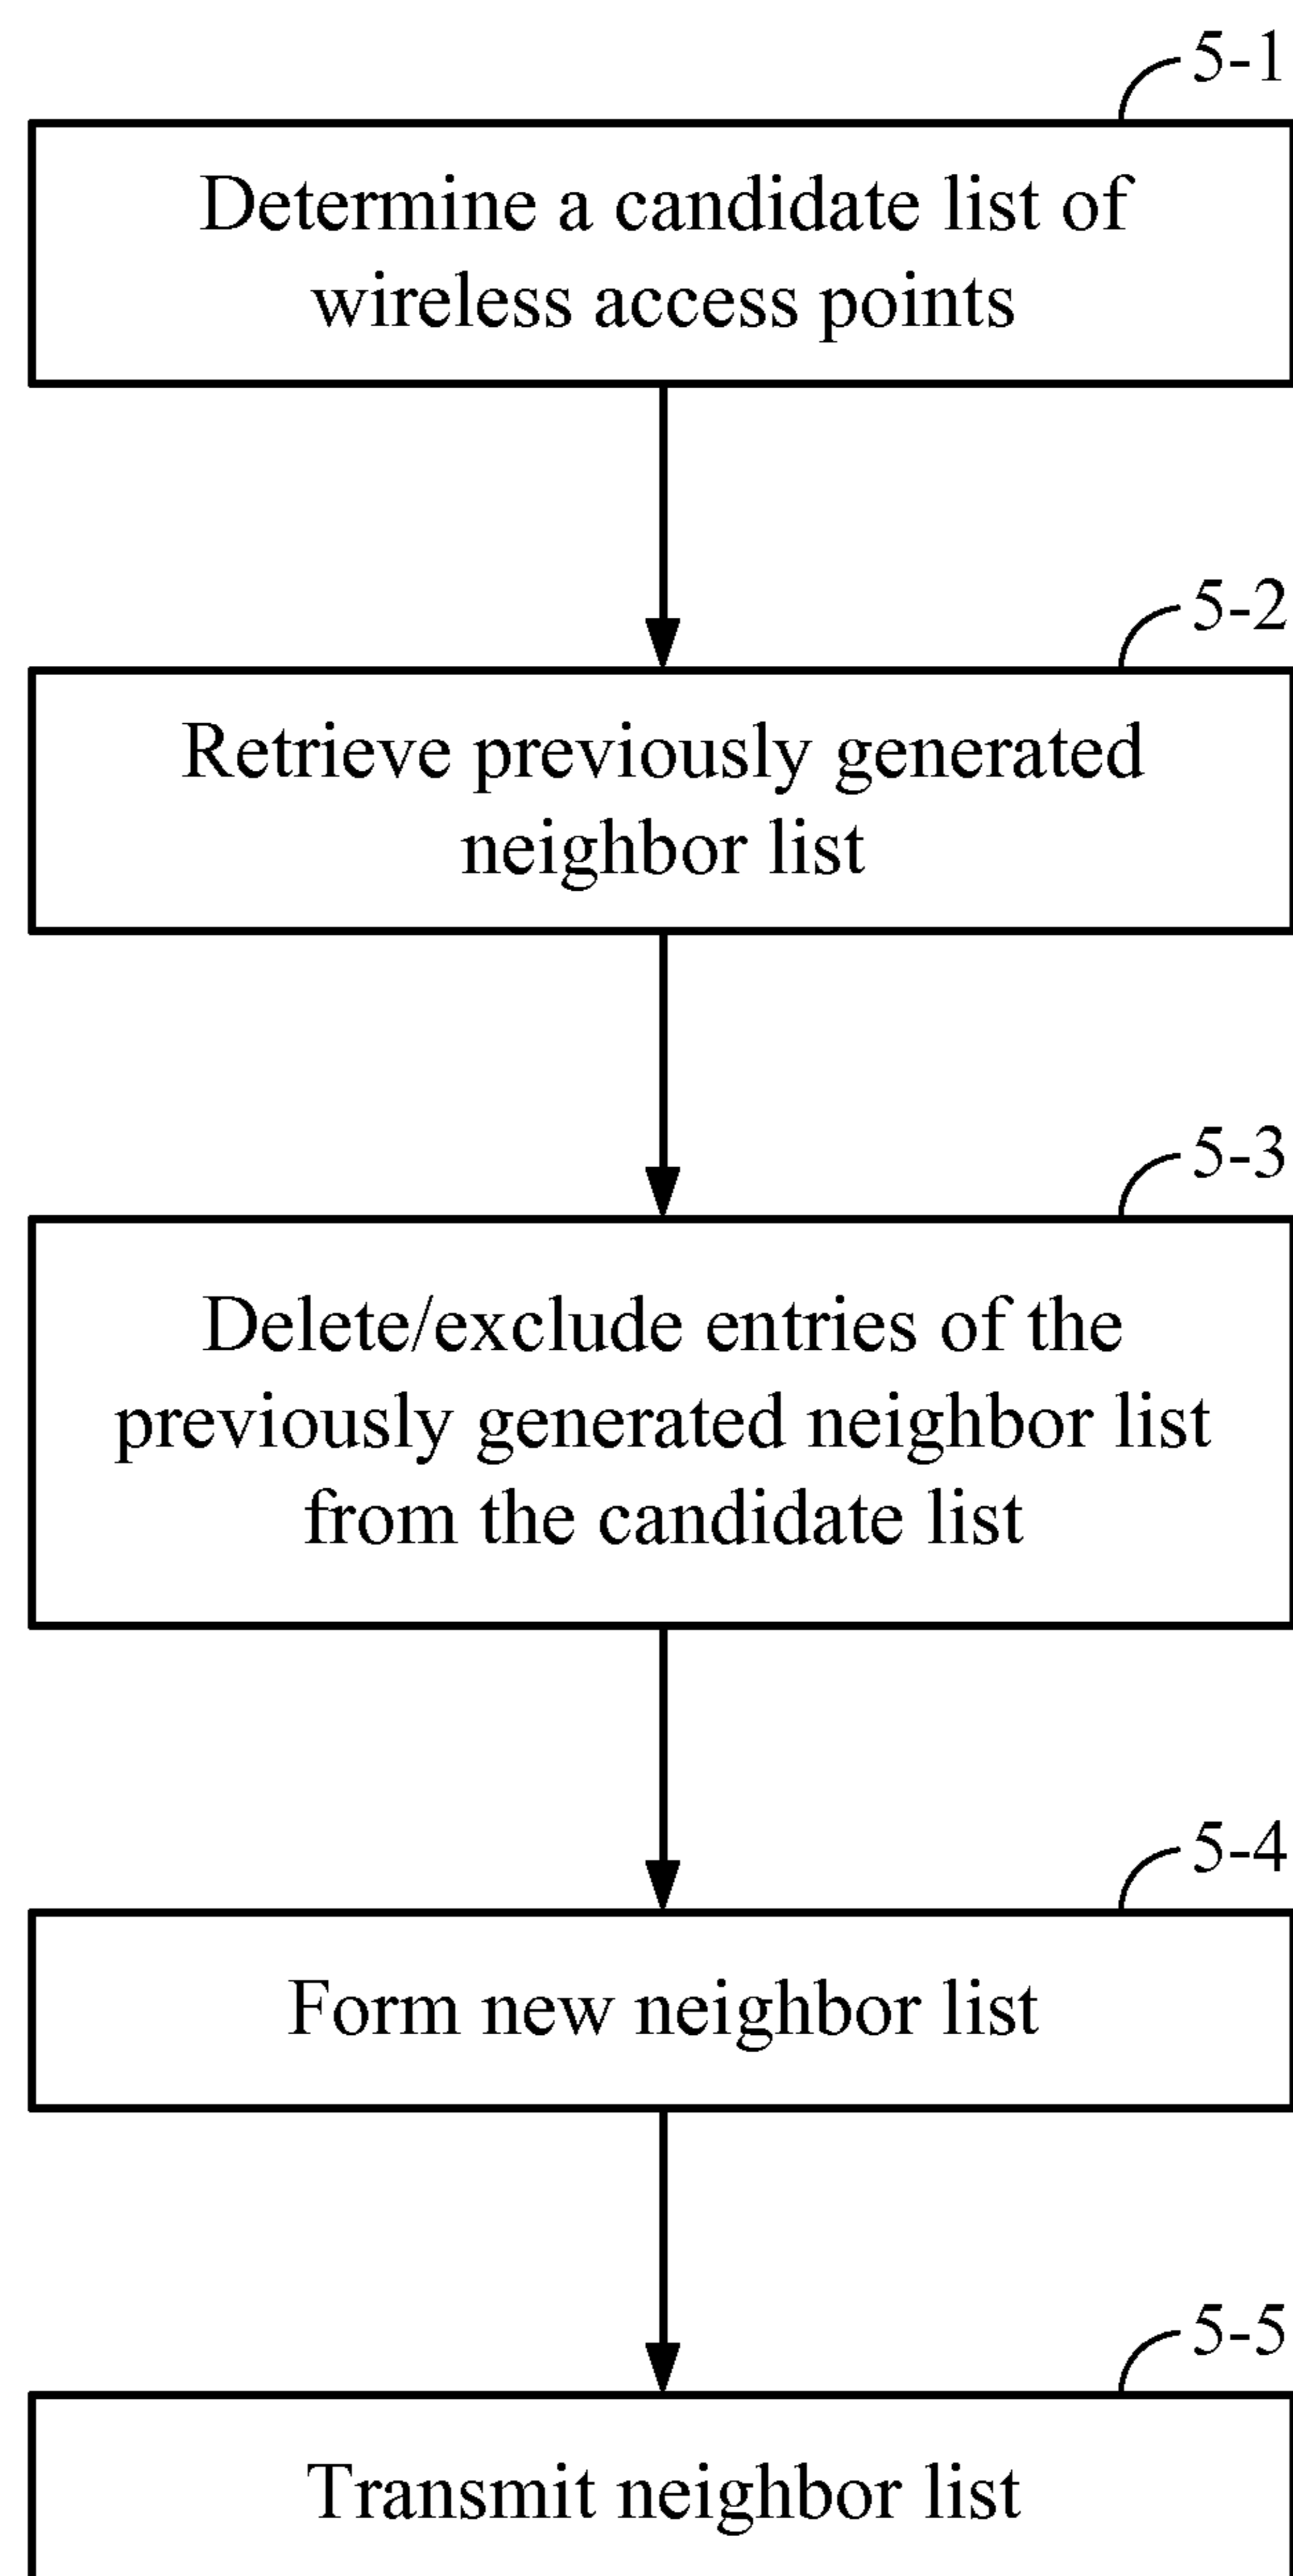 5-1
Determine a candidate list of
wireless access points
5-2
Retrieve previously generated
neighbor list
5-3
Delete/exclude entries of the
previously generated neighbor list
from the candidate list
5-4
Form new neighbor list
5-5
Transmit neighbor list